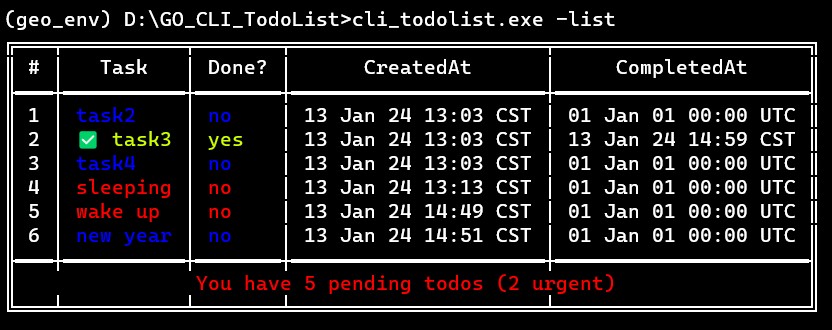 (geo_env) D:\GO_CLI_TodoList>cli_todolist.exe -list
# Task Done? CreatedAt CompletedAt
1 task2 no 13 Jan 24 13:03 CST 01 Jan 01 00:00 UTC
2 ✅ task3 yes 13 Jan 24 13:03 CST 13 Jan 24 14:59 CST
3 task4 no 13 Jan 24 13:03 CST 01 Jan 01 00:00 UTC
4 sleeping no 13 Jan 24 13:13 CST 01 Jan 01 00:00 UTC
5 wake up no 13 Jan 24 14:49 CST 01 Jan 01 00:00 UTC
6 new year no 13 Jan 24 14:51 CST 01 Jan 01 00:00 UTC
You have 5 pending todos (2 urgent)